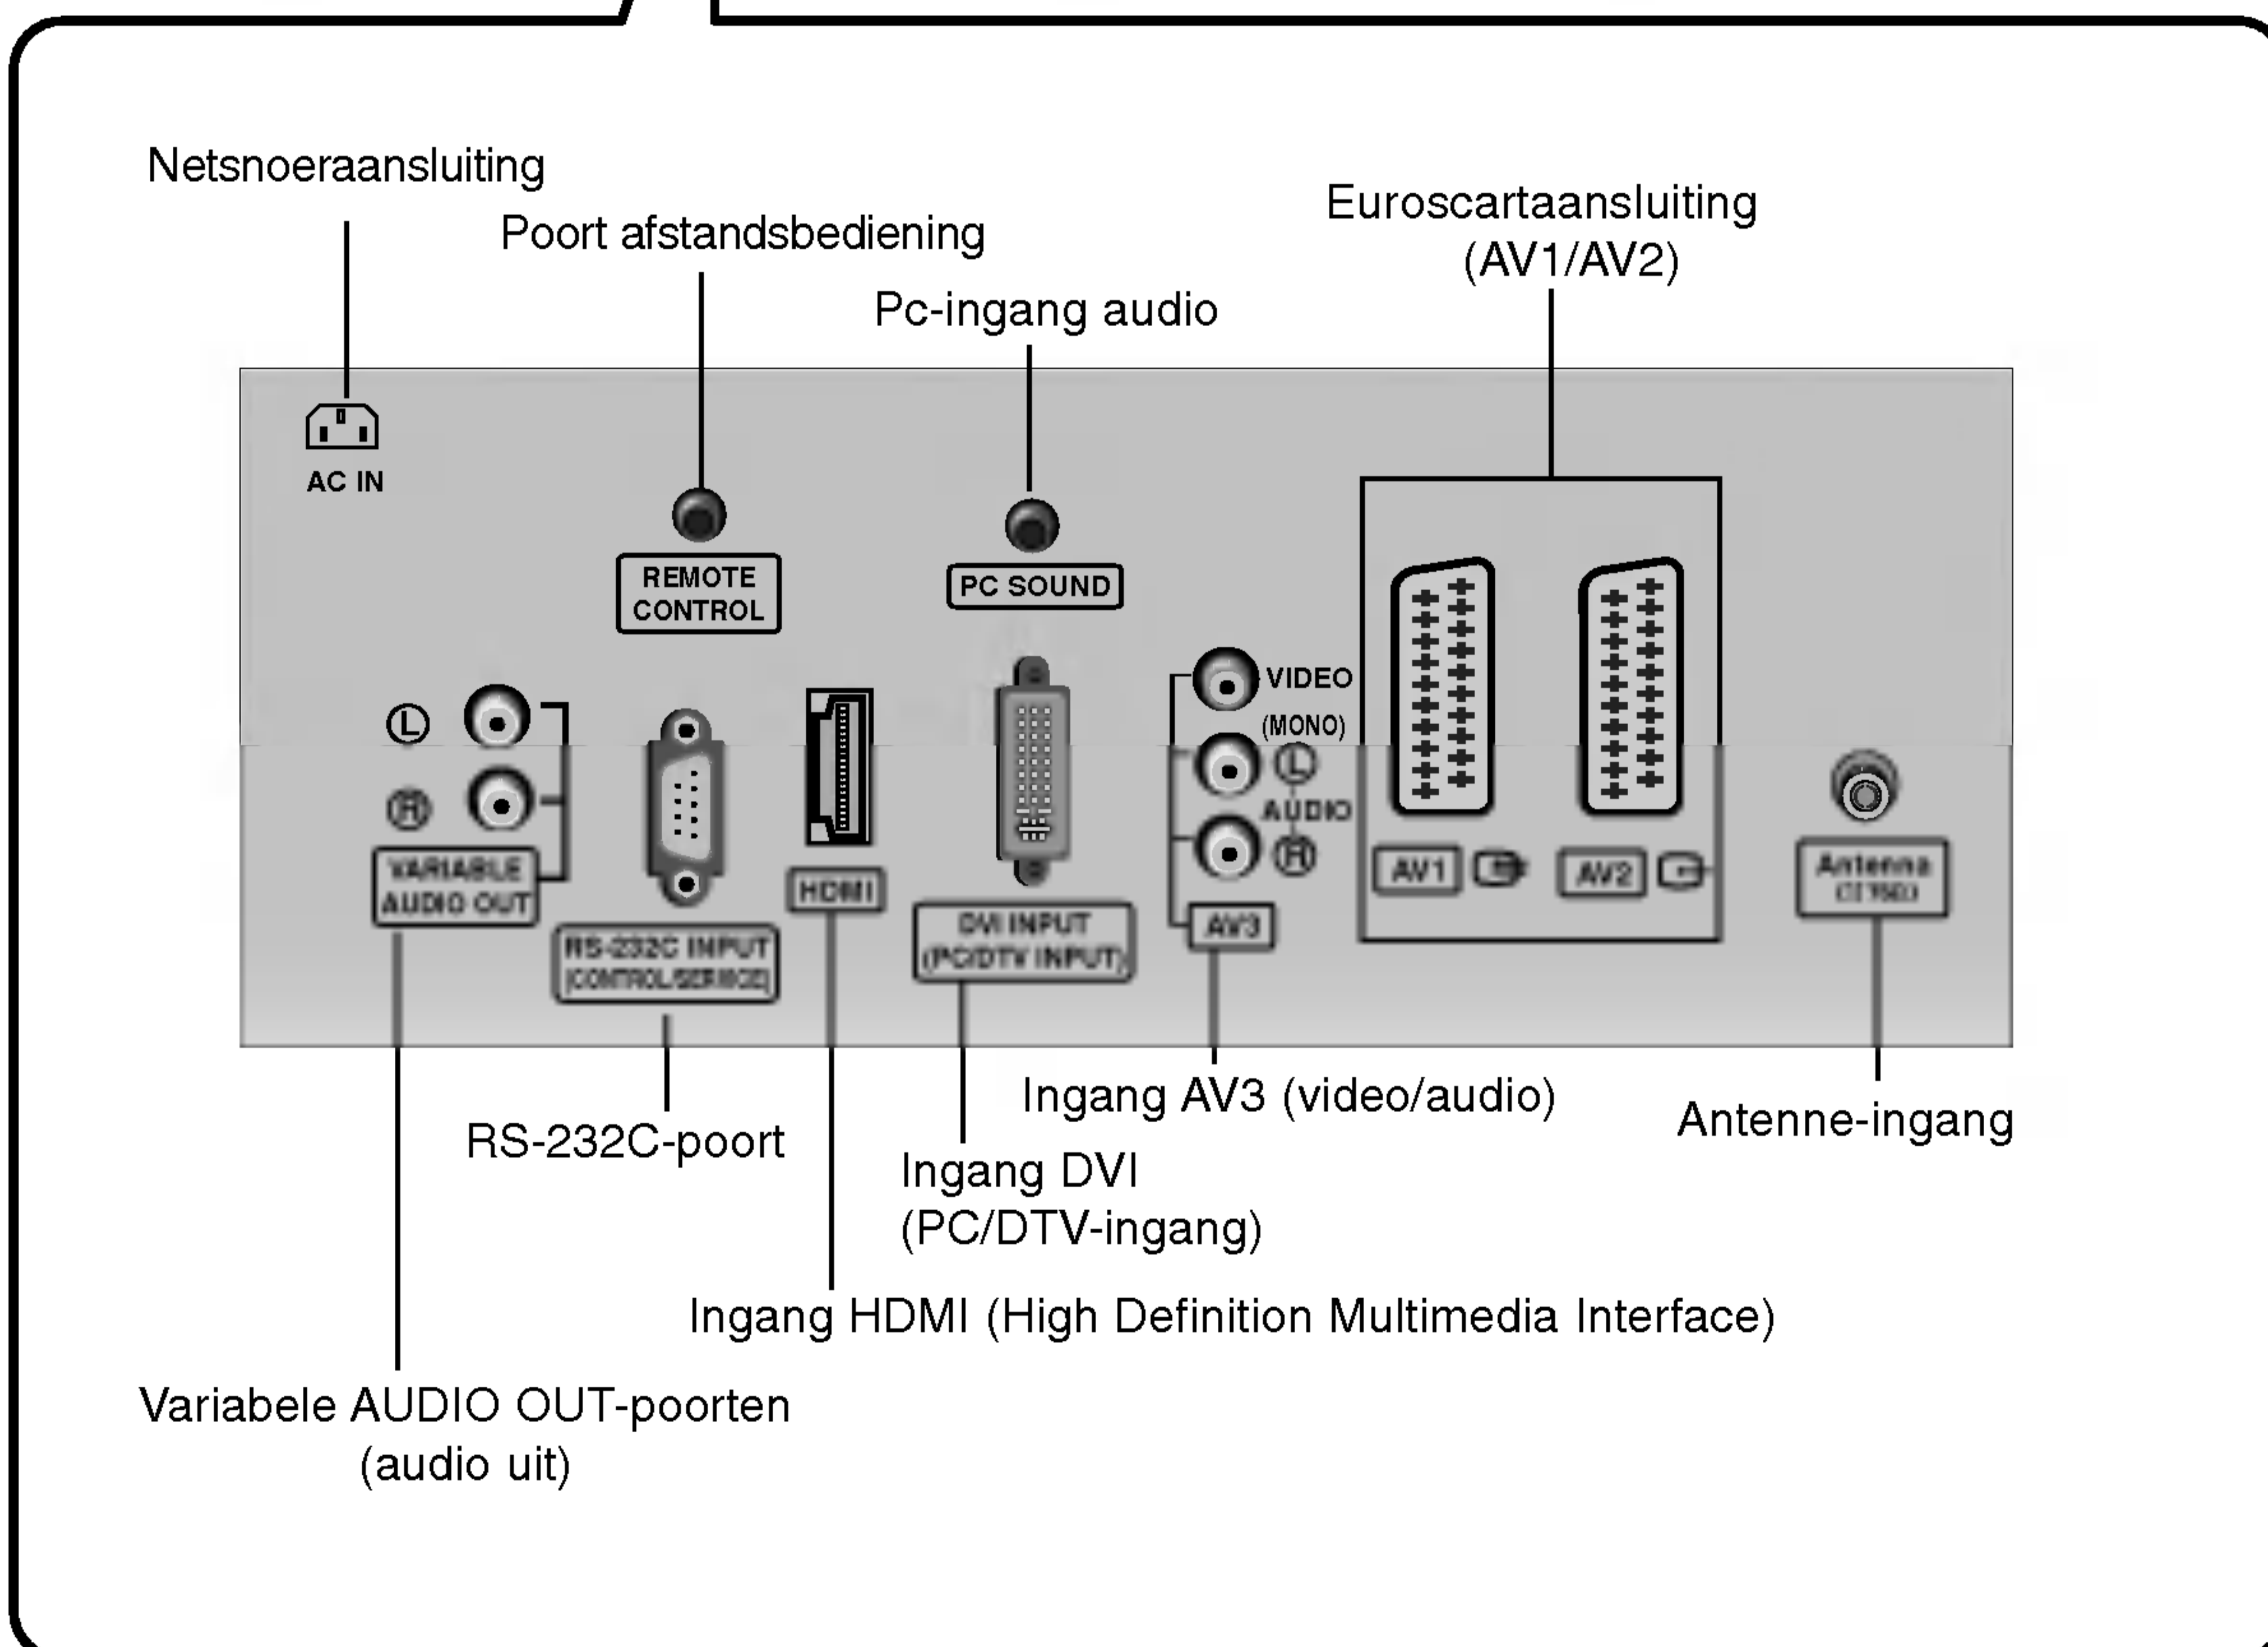 Netsnoeraansluiting
Poort afstandsbediening
Euroscartaansluiting
(AV1/AV2)
Pc-ingang audio
AC IN
REMOTE
CONTROL
PC SOUND
VIDEO
(MONO)
L
L
AUDIO
R
R
VARIABLE
AUDIO OUT
HDMI
AV1
AV2
Antenna
DVI INPUT
(PC/DTV INPUT)
AV3
RS-232C INPUT
(CONTROL/SERVICE)
Ingang AV3 (video/audio)
Antenne-ingang
RS-232C-poort
Ingang DVI
(PC/DTV-ingang)
Ingang HDMI (High Definition Multimedia Interface)
Variabele AUDIO OUT-poorten
(audio uit)